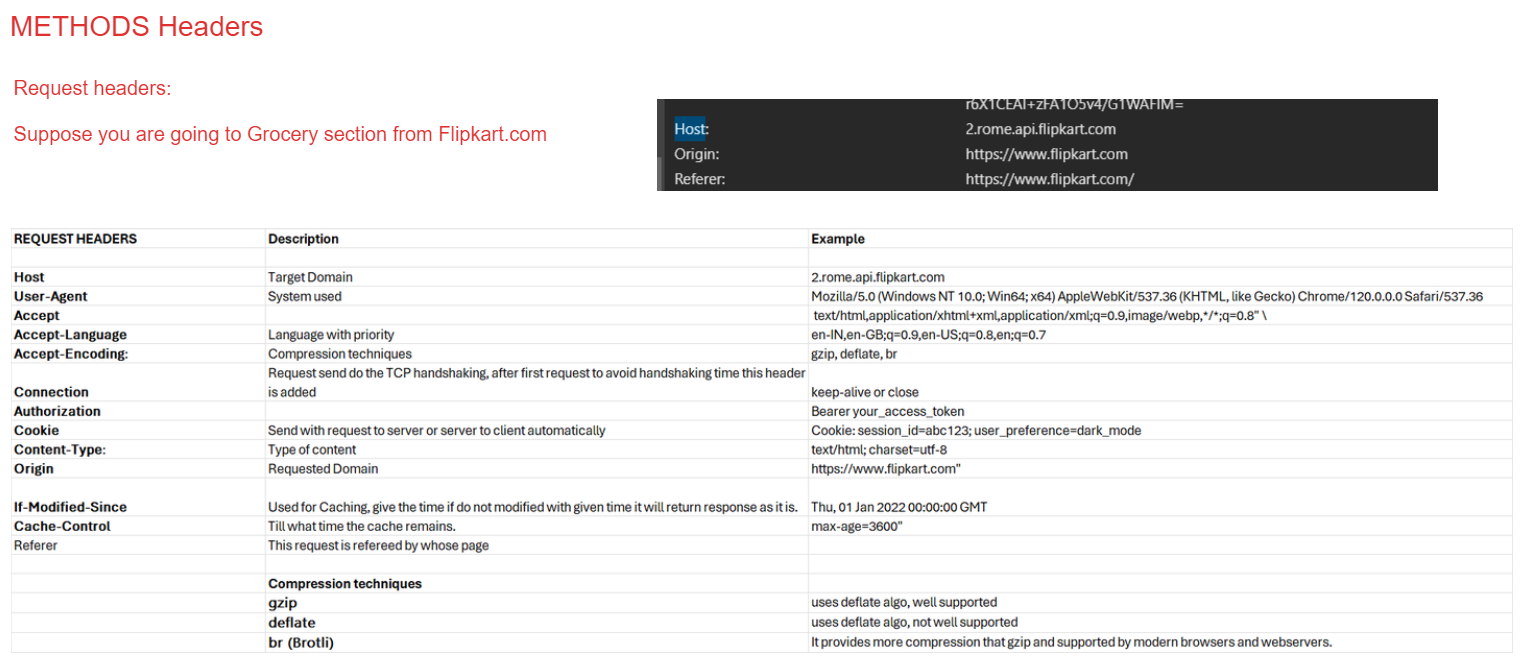 METHODS Headers
Request headers:
Suppose you are going to Grocery section from Flipkart.com
r6X1CEAI+zFA1O5v4/G1WAFIM=
Host: 2.rome.api.flipkart.com
Origin: https://www.flipkart.com
Referer: https://www.flipkart.com/
REQUEST HEADERS Description Example
Host Target Domain 2.rome.api.flipkart.com
User-Agent System used Mozilla/5.0 (Windows NT 10.0; Win64; x64) AppleWebKit/537.36 (KHTML, like Gecko) Chrome/120.0.0.0 Safari/537.36
Accept text/html,application/xhtml+xml,application/xml;q=0.9,image/webp,*/*;q=0.8" \
Accept-Language Language with priority en-IN,en-GB;q=0.9,en-US;q=0.8,en;q=0.7
Accept-Encoding: Compression techniques gzip, deflate, br
Request send do the TCP handshaking, after first request to avoid handshaking time this header
Connection is added keep-alive or close
Authorization Bearer your_access_token
Cookie Send with request to server or server to client automatically Cookie: session_id=abc123; user_preference=dark_mode
Content-Type: Type of content text/html; charset=utf-8
Origin Requested Domain https://www.flipkart.com"
If-Modified-Since Used for Caching, give the time if do not modified with given time it will return response as it is. Thu, 01 Jan 2022 00:00:00 GMT
Cache-Control Till what time the cache remains. max-age=3600"
Referer This request is refereed by whose page
Compression techniques
gzip uses deflate algo, well supported
deflate uses deflate algo, not well supported
br (Brotli) It provides more compression that gzip and supported by modern browsers and webservers.